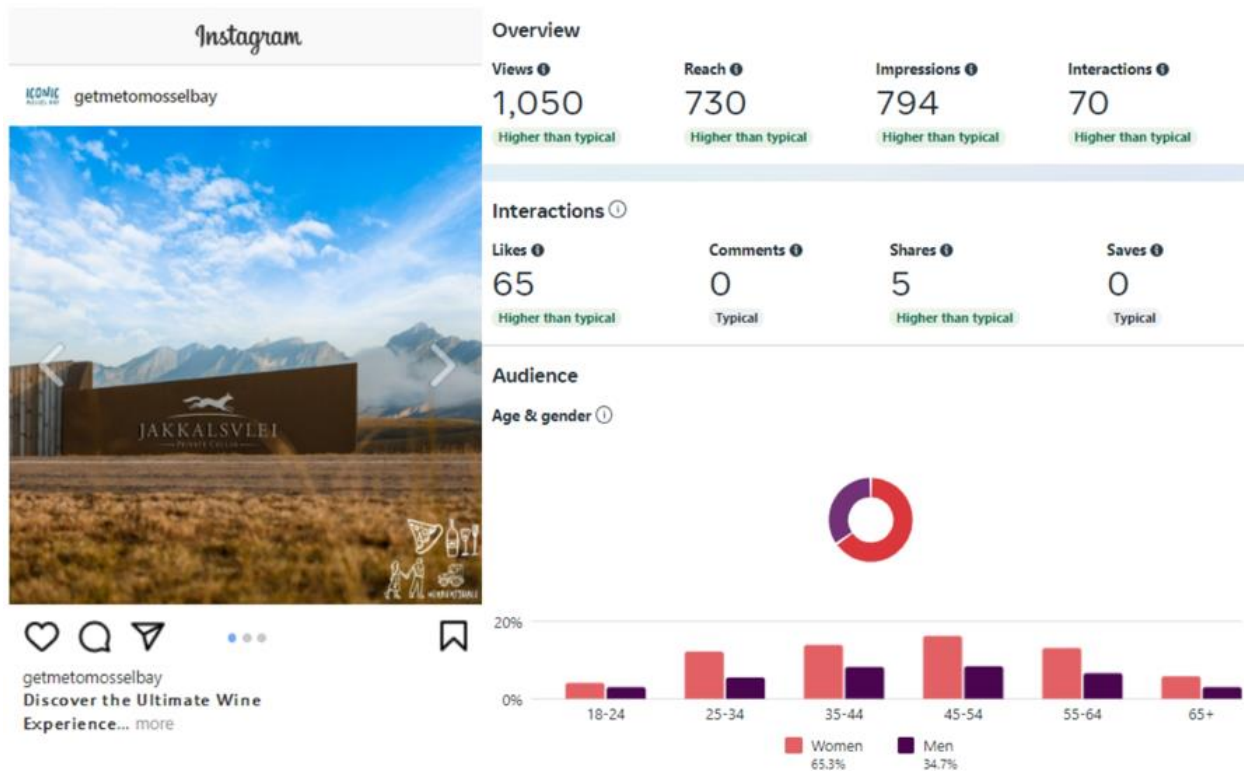 Instagram
ICONIC
MOSSEL BAY
getmetomosselbay
JAKKALSVLEI
PRIVATE CELLAR
HERBERTSDALE
getmetomosselbay
Discover the Ultimate Wine
Experience... more
Overview
Views Reach Impressions Interactions
1,050 730 794 70
Higher than typical Higher than typical Higher than typical Higher than typical
Interactions
Likes Comments Shares Saves
65 0 5 0
Higher than typical Typical Higher than typical Typical
Audience
Age & gender
20%
0%
18-24 25-34 35-44 45-54 55-64 65+
Women Men
65.3% 34.7%